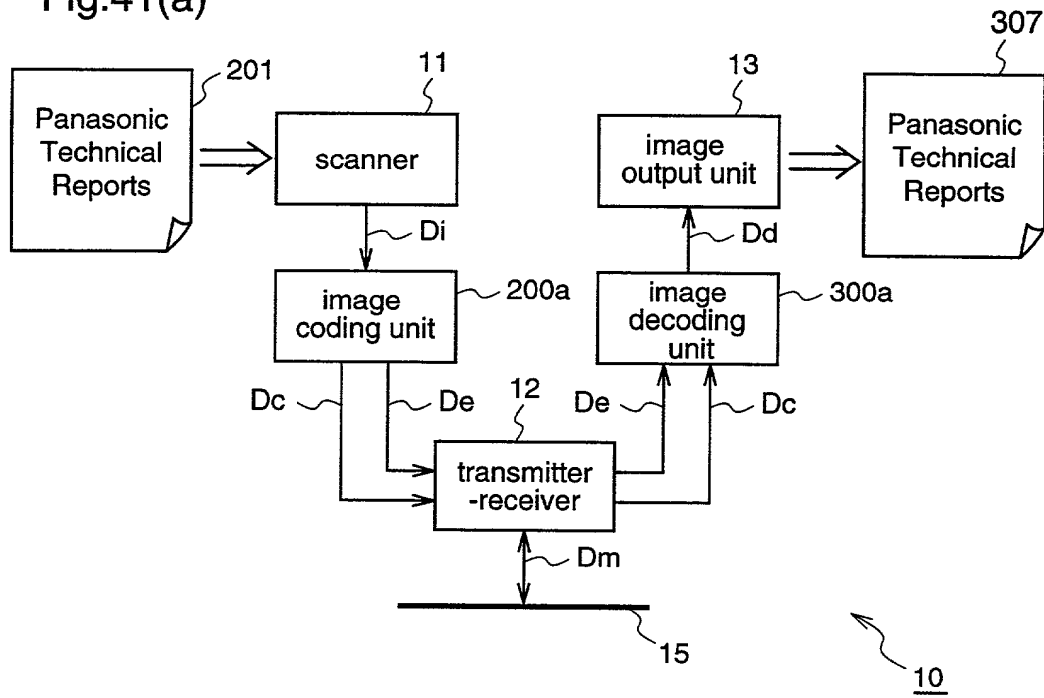 Fig.41(a)
201
Panasonic
Technical
Reports
11
scanner
13
image
output unit
307
Panasonic
Technical
Reports
Di
Dd
image
coding unit
200a
image
decoding
unit
300a
Dc
De
12
De
Dc
transmitter
-receiver
Dm
15
10